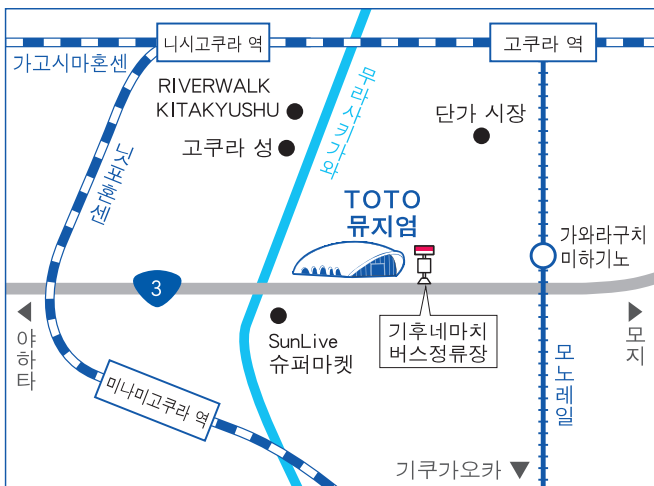 니시고쿠라 역
고쿠라 역
가고시마혼센
RIVERWALK
KITAKYUSHU
고쿠라 성
무라사키가와
단가 시장
닛포혼센
TOTO
뮤지엄
가와라구치
미하기노
3
야하타
SunLive
슈퍼마켓
기후네마치
버스정류장
모지
모노레일
미나미고쿠라 역
기쿠가오카